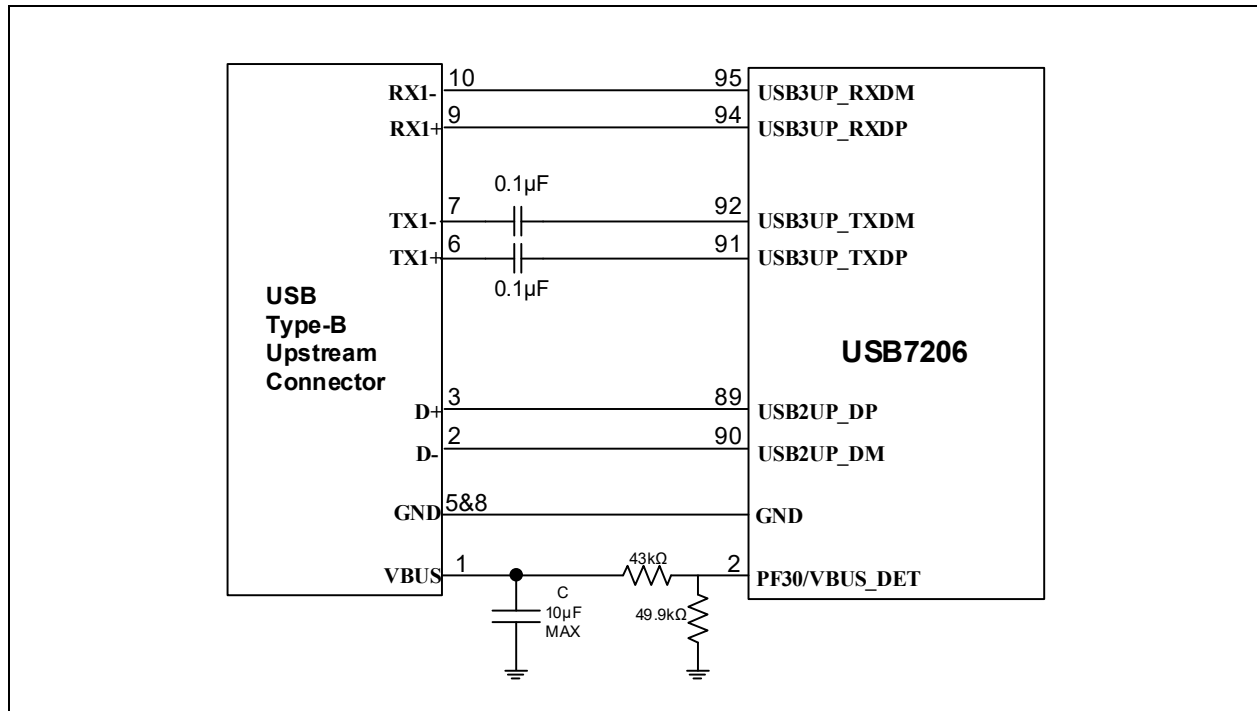 RX1- 10 95 USB3UP_RXDM
RX1+ 9 94 USB3UP_RXDP
0.1µF
TX1- 7 92 USB3UP_TXDM
TX1+ 6 91 USB3UP_TXDP
0.1µF
USB
Type-B
Upstream
Connector
USB7206
D+ 3 89 USB2UP_DP
D- 2 90 USB2UP_DM
GND 5&8 GND
VBUS 1 43kΩ 2 PF30/VBUS_DET
C
10µF
MAX
49.9kΩ